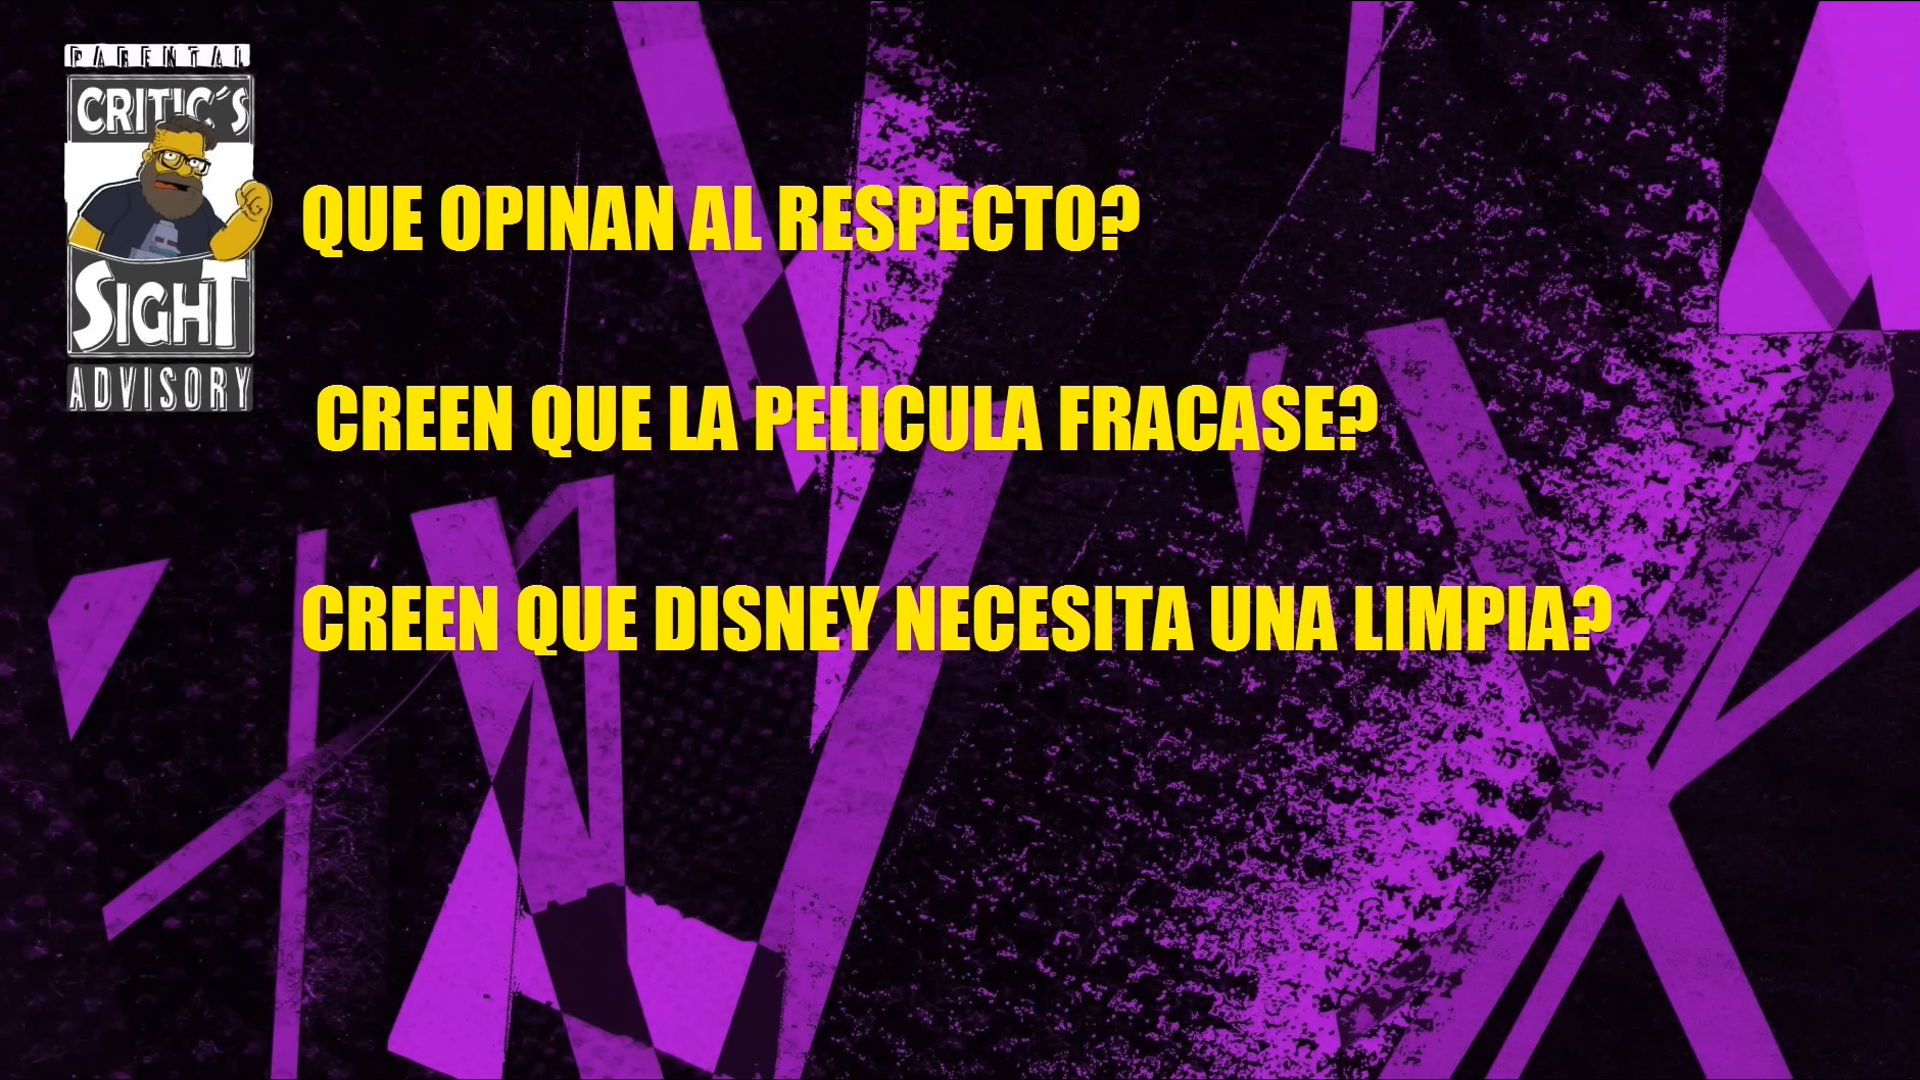 PARENTAL
CRITIC´S
SIGHT
ADVISORY
QUE OPINAN AL RESPECTO?
CREEN QUE LA PELICULA FRACASE?
CREEN QUE DISNEY NECESITA UNA LIMPIA?